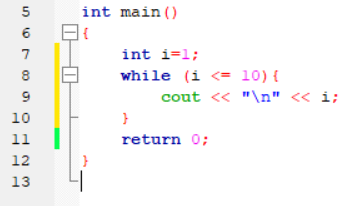 5 int main()
6 {
7 int i=1;
8 while (i <= 10){
9 cout << "\n" << i;
10 }
11 return 0;
12 }
13